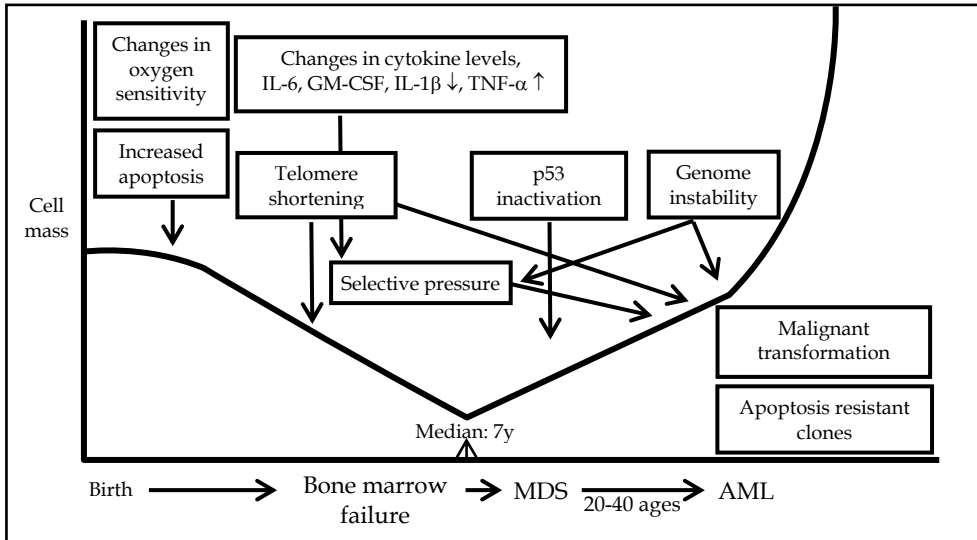 Changes in
oxygen
sensitivity
Changes in cytokine levels,
IL-6, GM-CSF, IL-1β ↓, TNF-α ↑
Increased
apoptosis
Telomere
shortening
p53
inactivation
Genome
instability
Cell
mass
Selective pressure
Malignant
transformation
Apoptosis resistant
clones
Median: 7y
Birth
Bone marrow
failure
MDS
20-40 ages
AML